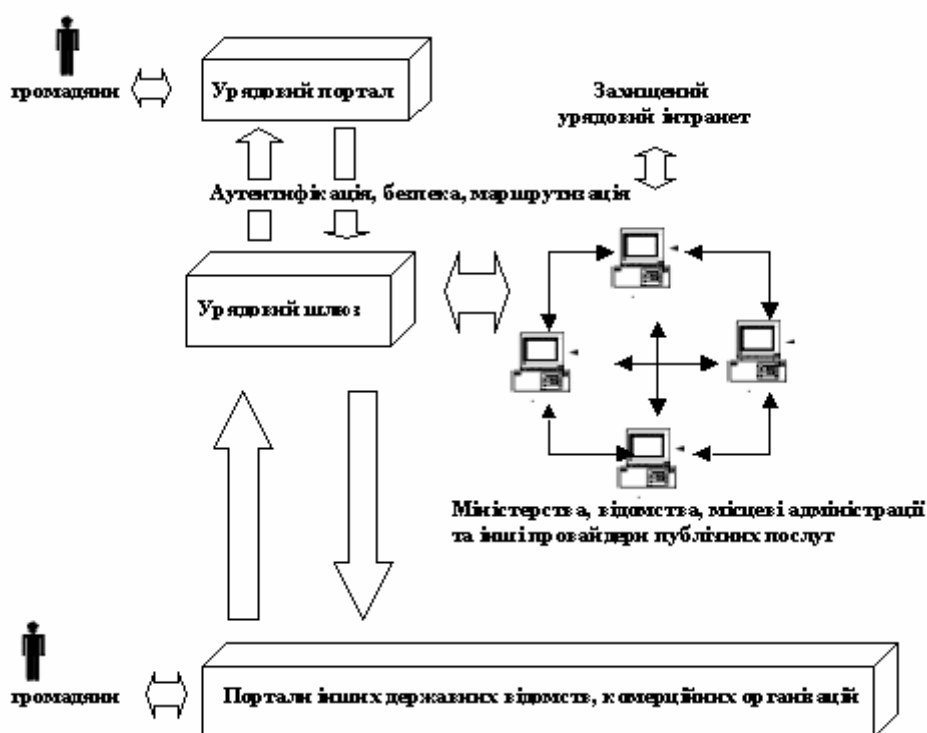 громадяни
Урядовий портал
Захищений
урядовий інтранет
Аутентифікація, безпека, маршрутизація
Урядовий шлюз
Міністерства, відомства, місцеві адміністрації
та інші провайдери публічних послуг
громадяни
Портали інших державних відомств, комерційних організацій